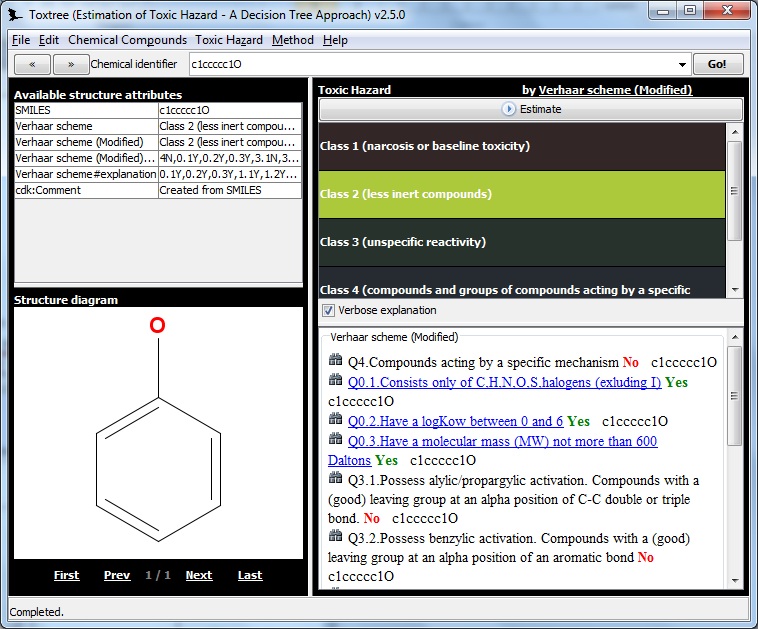 Toxtree (Estimation of Toxic Hazard - A Decision Tree Approach) v2.5.0
File Edit Chemical Compounds Toxic Hazard Method Help
« » Chemical identifier c1ccccc1O Go!
Available structure attributes
SMILES c1ccccc1O
Verhaar scheme Class 2 (less inert compou...
Verhaar scheme (Modified) Class 2 (less inert compou...
Verhaar scheme (Modified)... 4N,0.1Y,0.2Y,0.3Y,3.1N,3...
Verhaar scheme#explanation 0.1Y,0.2Y,0.3Y,1.1Y,1.2Y...
cdk:Comment Created from SMILES
Structure diagram
O
First Prev 1 / 1 Next Last
Toxic Hazard by Verhaar scheme (Modified)
Estimate
Class 1 (narcosis or baseline toxicity)
Class 2 (less inert compounds)
Class 3 (unspecific reactivity)
Class 4 (compounds and groups of compounds acting by a specific
Verbose explanation
Verhaar scheme (Modified)
Q4.Compounds acting by a specific mechanism No c1ccccc1O
Q0.1.Consists only of C,H,N,O,S,halogens (exluding I) Yes
c1ccccc1O
Q0.2.Have a logKow between 0 and 6 Yes c1ccccc1O
Q0.3.Have a molecular mass (MW) not more than 600
Daltons Yes c1ccccc1O
Q3.1.Possess alylic/propargylic activation. Compounds with a
(good) leaving group at an alpha position of C-C double or triple
bond. No c1ccccc1O
Q3.2.Possess benzylic activation. Compounds with a (good)
leaving group at an alpha position of an aromatic bond No
c1ccccc1O
Completed.